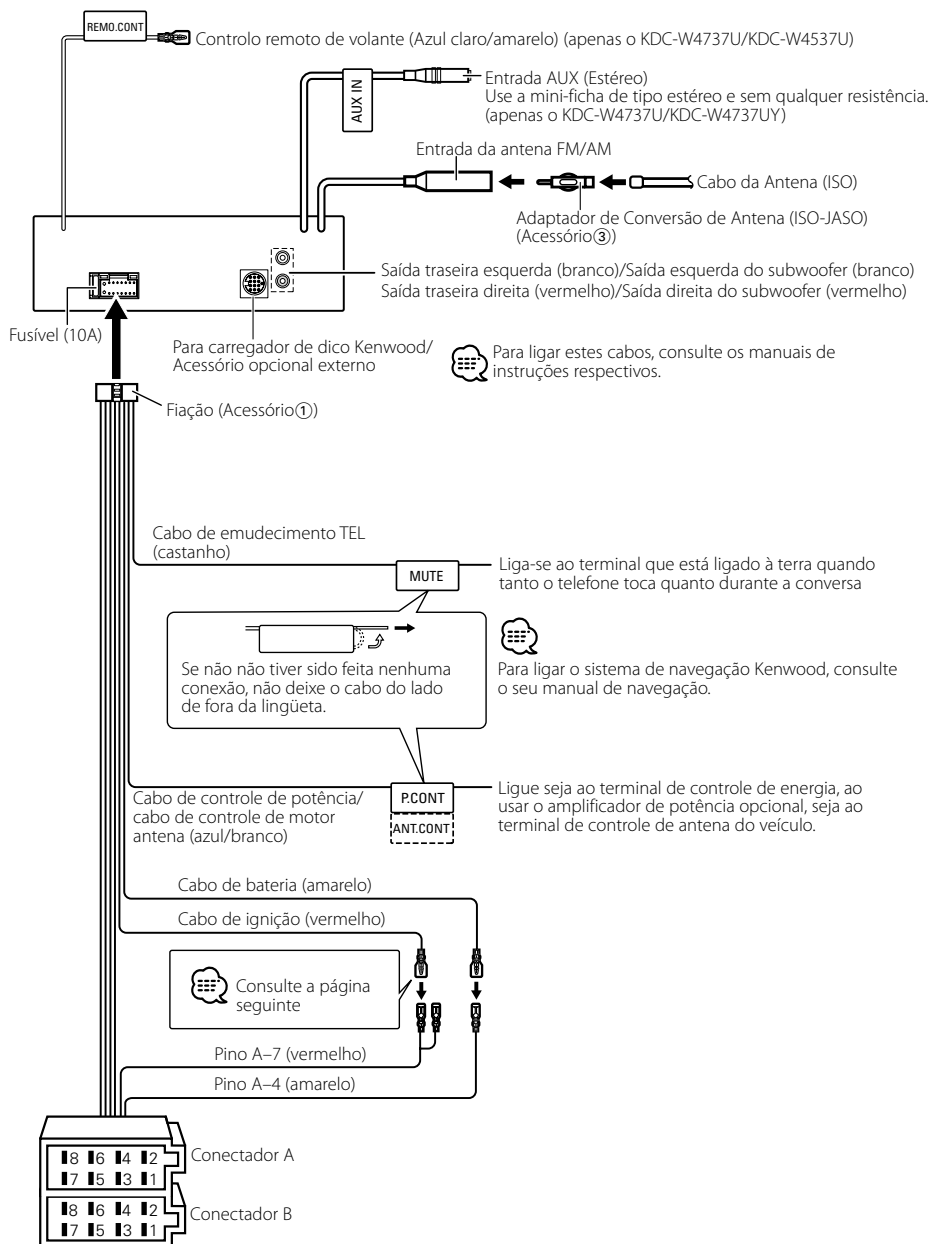 REMO.CONT
Controlo remoto de volante (Azul claro/amarelo) (apenas o KDC-W4737U/KDC-W4537U)
AUX IN
Entrada AUX (Estéreo)
Use a mini-ficha de tipo estéreo e sem qualquer resistência.
(apenas o KDC-W4737U/KDC-W4737UY)
Entrada da antena FM/AM
Cabo da Antena (ISO)
Adaptador de Conversão de Antena (ISO-JASO)
(Acessório③)
Saída traseira esquerda (branco)/Saída esquerda do subwoofer (branco)
Saída traseira direita (vermelho)/Saída direita do subwoofer (vermelho)
Fusível (10A)
Para carregador de dico Kenwood/
Acessório opcional externo
Para ligar estes cabos, consulte os manuais de
instruções respectivos.
Fiação (Acessório①)
Cabo de emudecimento TEL
(castanho)
MUTE
Liga-se ao terminal que está ligado à terra quando
tanto o telefone toca quanto durante a conversa
Se não não tiver sido feita nenhuma
conexão, não deixe o cabo do lado
de fora da lingüeta.
Para ligar o sistema de navegação Kenwood, consulte
o seu manual de navegação.
Cabo de controle de potência/
cabo de controle de motor
antena (azul/branco)
P.CONT
ANT.CONT
Ligue seja ao terminal de controle de energia, ao
usar o amplificador de potência opcional, seja ao
terminal de controle de antena do veículo.
Cabo de bateria (amarelo)
Cabo de ignição (vermelho)
Consulte a página
seguinte
Pino A–7 (vermelho)
Pino A–4 (amarelo)
Conectador A
8 6 4 2
7 5 3 1
Conectador B
8 6 4 2
7 5 3 1